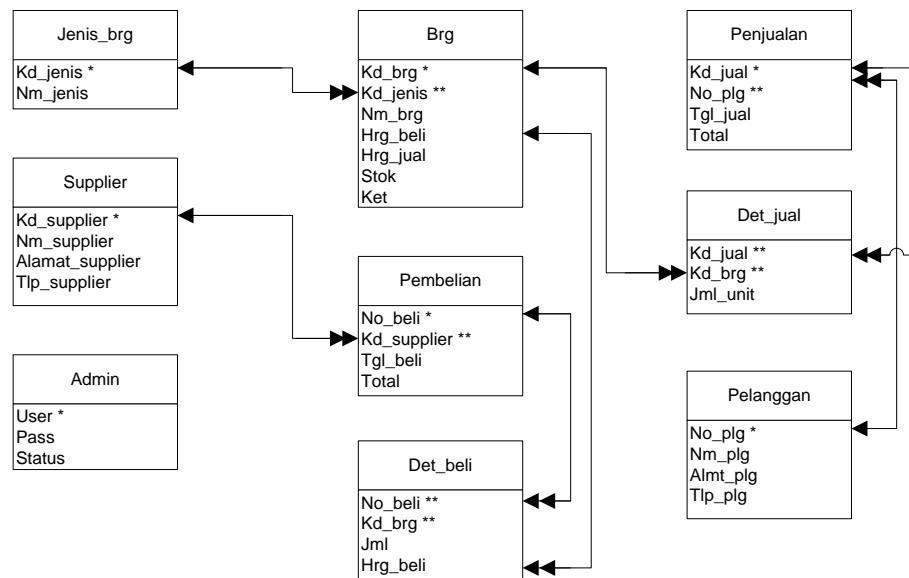 Jenis_brg
Kd_jenis *
Nm_jenis
Supplier
Kd_supplier *
Nm_supplier
Alamat_supplier
Tlp_supplier
Admin
User *
Pass
Status
Brg
Kd_brg *
Kd_jenis **
Nm_brg
Hrg_beli
Hrg_jual
Stok
Ket
Pembelian
No_beli *
Kd_supplier **
Tgl_beli
Total
Det_beli
No_beli **
Kd_brg **
Jml
Hrg_beli
Penjualan
Kd_jual *
No_plg **
Tgl_jual
Total
Det_jual
Kd_jual **
Kd_brg **
Jml_unit
Pelanggan
No_plg *
Nm_plg
Almt_plg
Tlp_plg